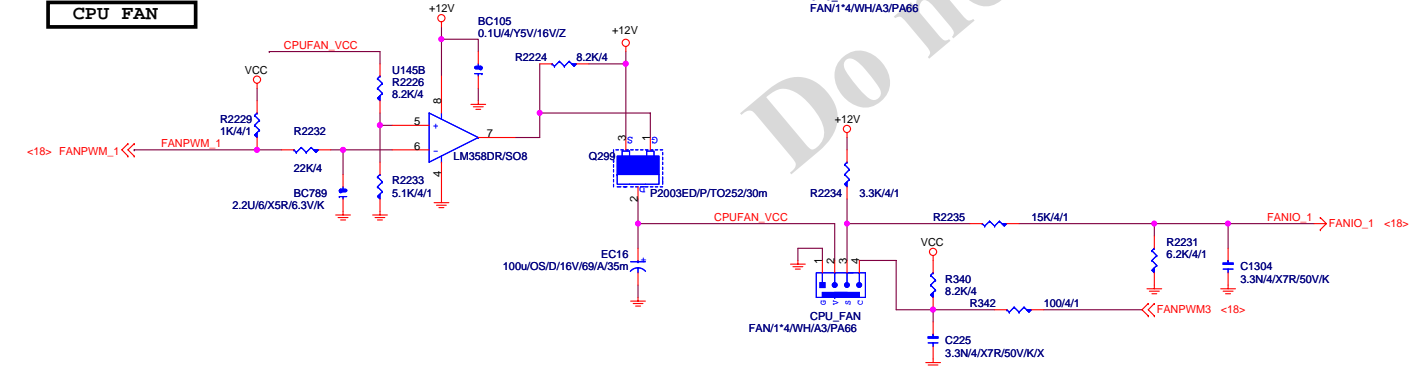 CPU FAN
FAN/1*4/WH/A3/PA66
Do n
+12V
BC105
0.1U/4/Y5V/16V/Z
+12V
CPUFAN_VCC
R2224
8.2K/4
VCC
U145B
R2226
8.2K/4
8
R2229
1K/4/1
R2232
5
+
7
3
S
1
G
+12V
<18> FANPWM_1
FANPWM_1
6
-
LM358DR/SO8
Q299
22K/4
4
R2233
5.1K/4/1
D
P2003ED/P/TO252/30m
R2234
3.3K/4/1
BC789
2.2U/6/X5R/6.3V/K
2
CPUFAN_VCC
R2235
15K/4/1
FANIO_1
FANIO_1 <18>
VCC
R2231
6.2K/4/1
EC16
100u/OS/D/16V/69/A/35m
+
1
2
3
4
C1304
3.3N/4/X7R/50V/K
R340
8.2K/4
G
V
S
C
R342
100/4/1
FANPWM3 <18>
CPU_FAN
FAN/1*4/WH/A3/PA66
C225
3.3N/4/X7R/50V/K/X